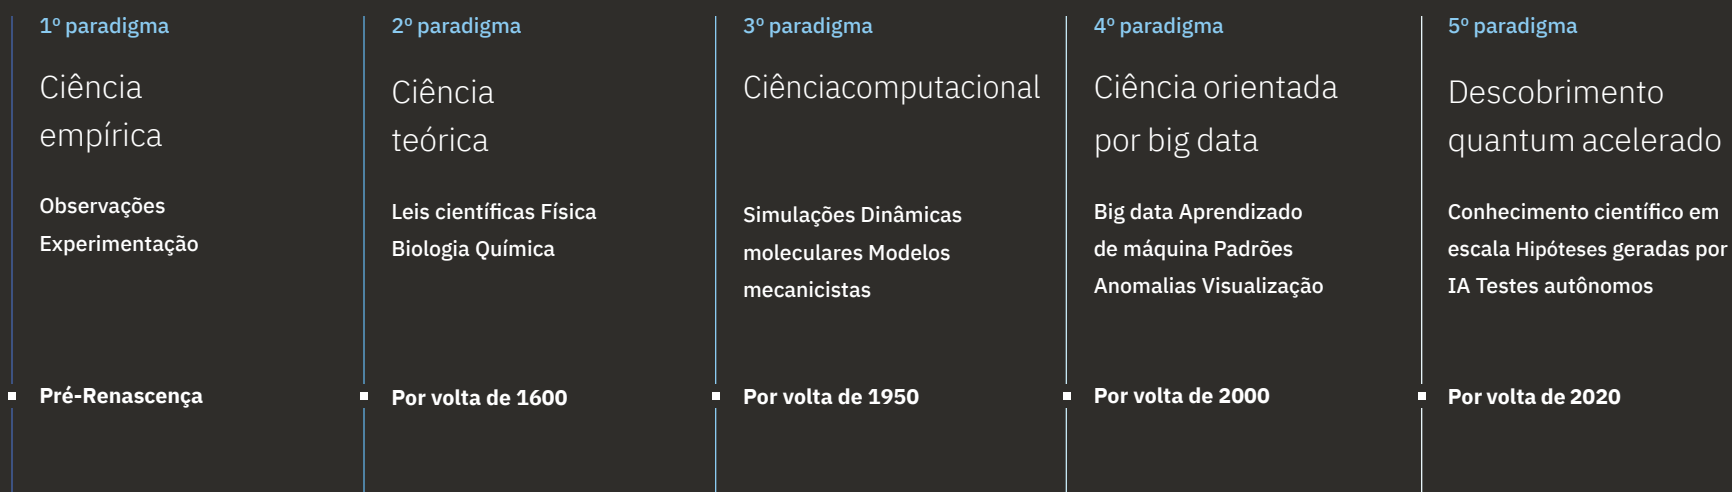 1º paradigma
Ciência
empírica
Observações
Experimentação
Pré-Renascença
2º paradigma
Ciência
teórica
Leis científicas Física
Biologia Química
Por volta de 1600
3º paradigma
Ciênciacomputacional
Simulações Dinâmicas
moleculares Modelos
mecanicistas
Por volta de 1950
4º paradigma
Ciência orientada
por big data
Big data Aprendizado
de máquina Padrões
Anomalias Visualização
Por volta de 2000
5º paradigma
Descobrimento
quantum acelerado
Conhecimento científico em
escala Hipóteses geradas por
IA Testes autônomos
Por volta de 2020